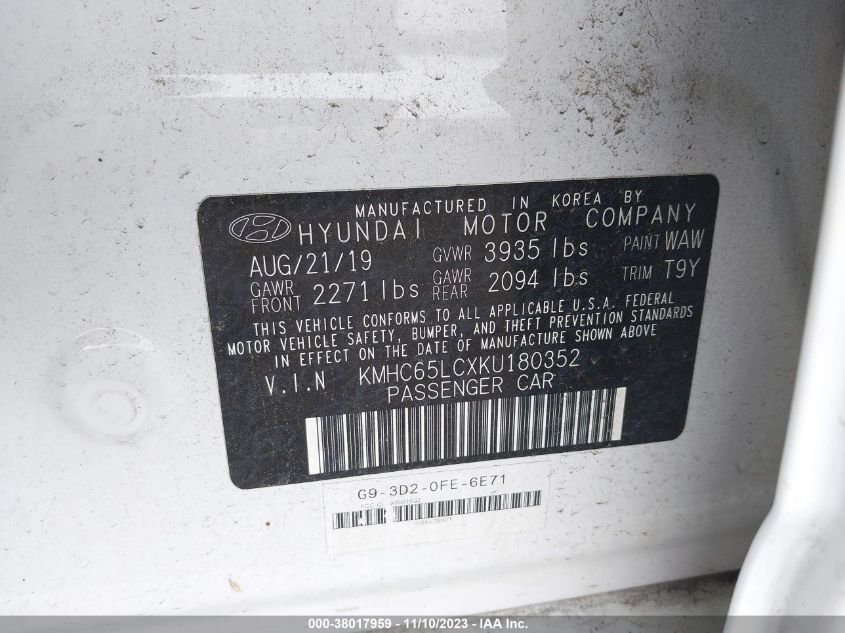 MANUFACTURED IN KOREA BY
HYUNDAI MOTOR COMPANY
AUG/21/19 GVWR 3935 lbs PAINT WAW
GAWR FRONT 2271 lbs GAWR REAR 2094 lbs TRIM T9Y
THIS VEHICLE CONFORMS TO ALL APPLICABLE U.S.A. FEDERAL
MOTOR VEHICLE SAFETY, BUMPER, AND THEFT PREVENTION STANDARDS
IN EFFECT ON THE DATE OF MANUFACTURE SHOWN ABOVE
V.I.N KMHC65LCXKU180352
PASSENGER CAR
G9-3D2-0FE-6E71
FCC ID
000-38017959 - 11/10/2023 - IAA Inc.